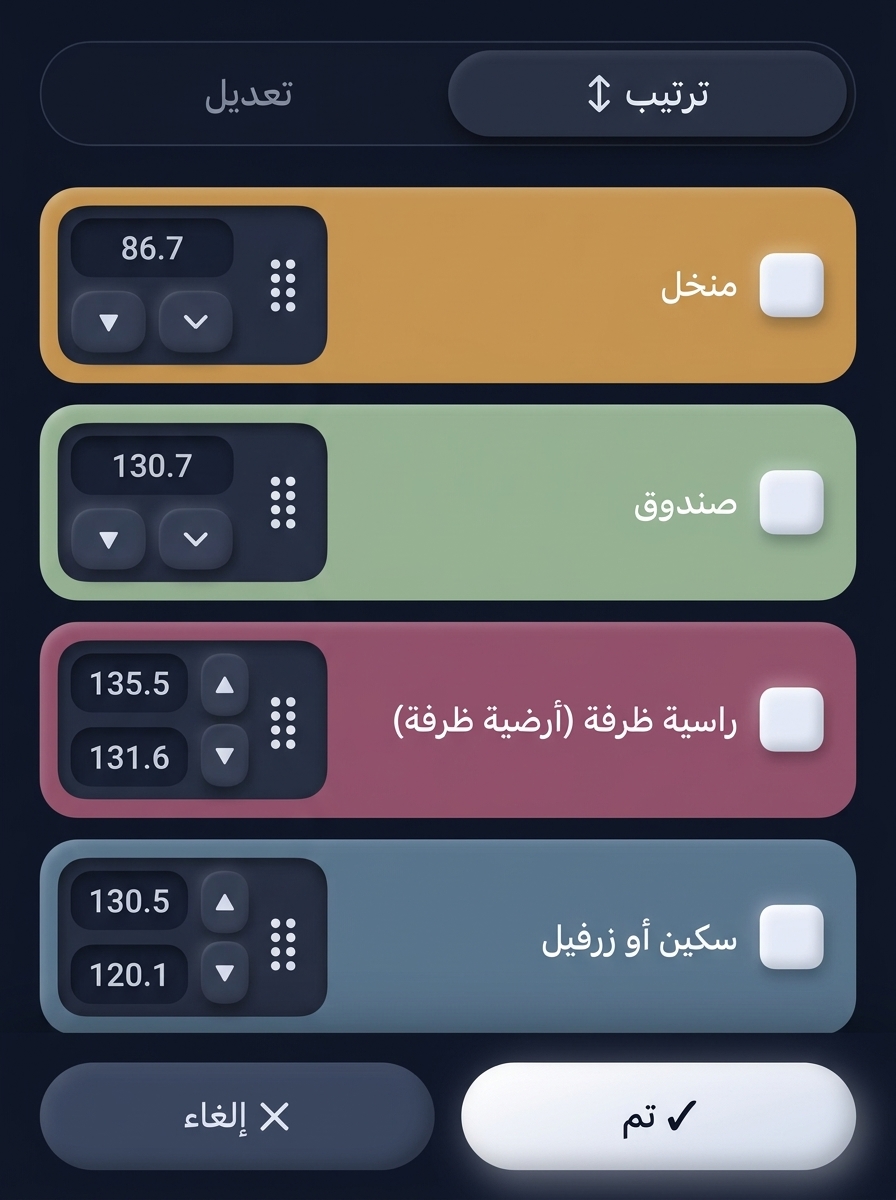 ترتيب ↕
تعديل
منخل
86.7
صندوق
130.7
راسية ظرفة (أرضية ظرفة)
135.5
131.6
سكين أو زرفيل
130.5
120.1
✓ تم
✕ إلغاء